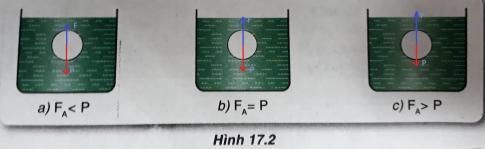 F
P
a) F_A < P
P
b) F_A = P
P
c) F_A > P
Hình 17.2